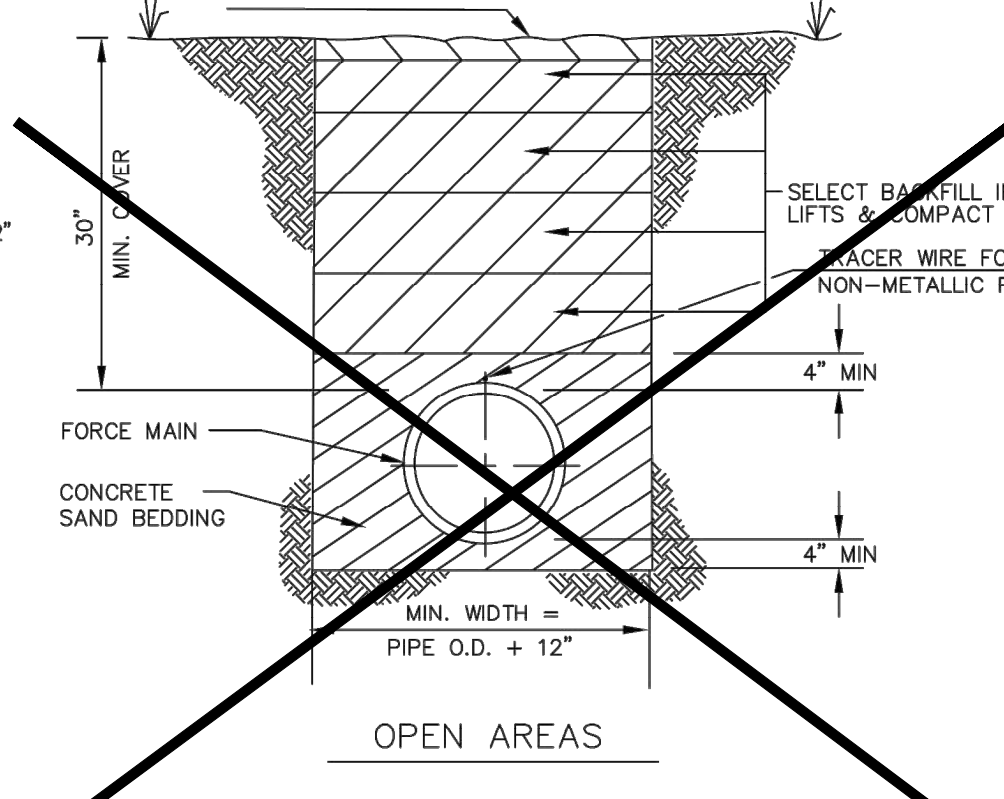 30"
MIN. COVER
2"
SELECT BACKFILL
LIFTS & COMPACT
TRACER WIRE
NON-METALLIC
4" MIN
FORCE MAIN
CONCRETE
SAND BEDDING
4" MIN
MIN. WIDTH =
PIPE O.D. + 12"
OPEN AREAS